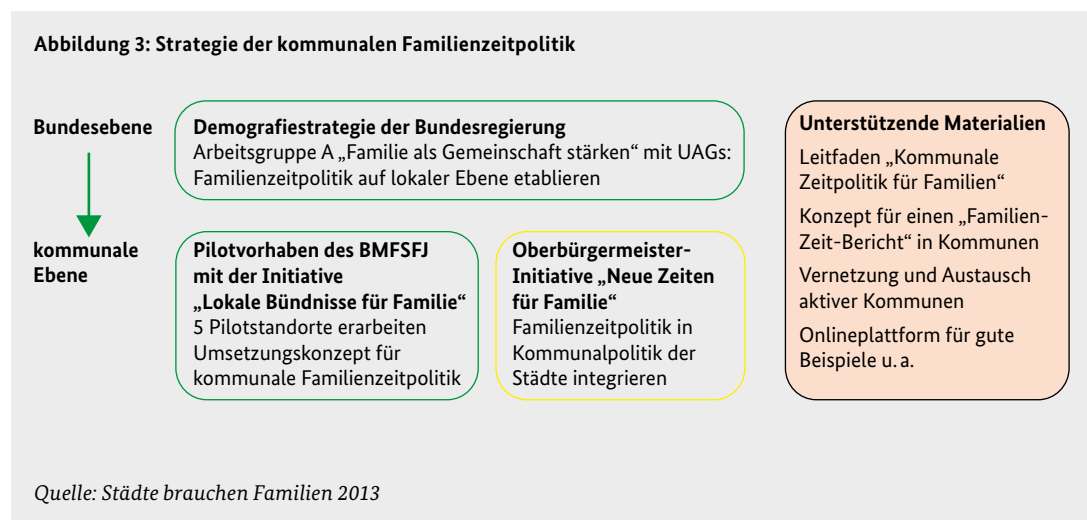 Abbildung 3: Strategie der kommunalen Familienzeitpolitik
Bundesebene
Demografiestrategie der Bundesregierung
Arbeitsgruppe A „Familie als Gemeinschaft stärken“ mit UAGs:
Familienzeitpolitik auf lokaler Ebene etablieren
kommunale
Ebene
Pilotvorhaben des BMFSFJ
mit der Initiative
„Lokale Bündnisse für Familie“
5 Pilotstandorte erarbeiten
Umsetzungskonzept für
kommunale Familienzeitpolitik
Oberbürgermeister-
Initiative „Neue Zeiten
für Familie“
Familienzeitpolitik in
Kommunalpolitik der
Städte integrieren
Unterstützende Materialien
Leitfaden „Kommunale
Zeitpolitik für Familien“
Konzept für einen „Familien-
Zeit-Bericht“ in Kommunen
Vernetzung und Austausch
aktiver Kommunen
Onlineplattform für gute
Beispiele u. a.
Quelle: Städte brauchen Familien 2013